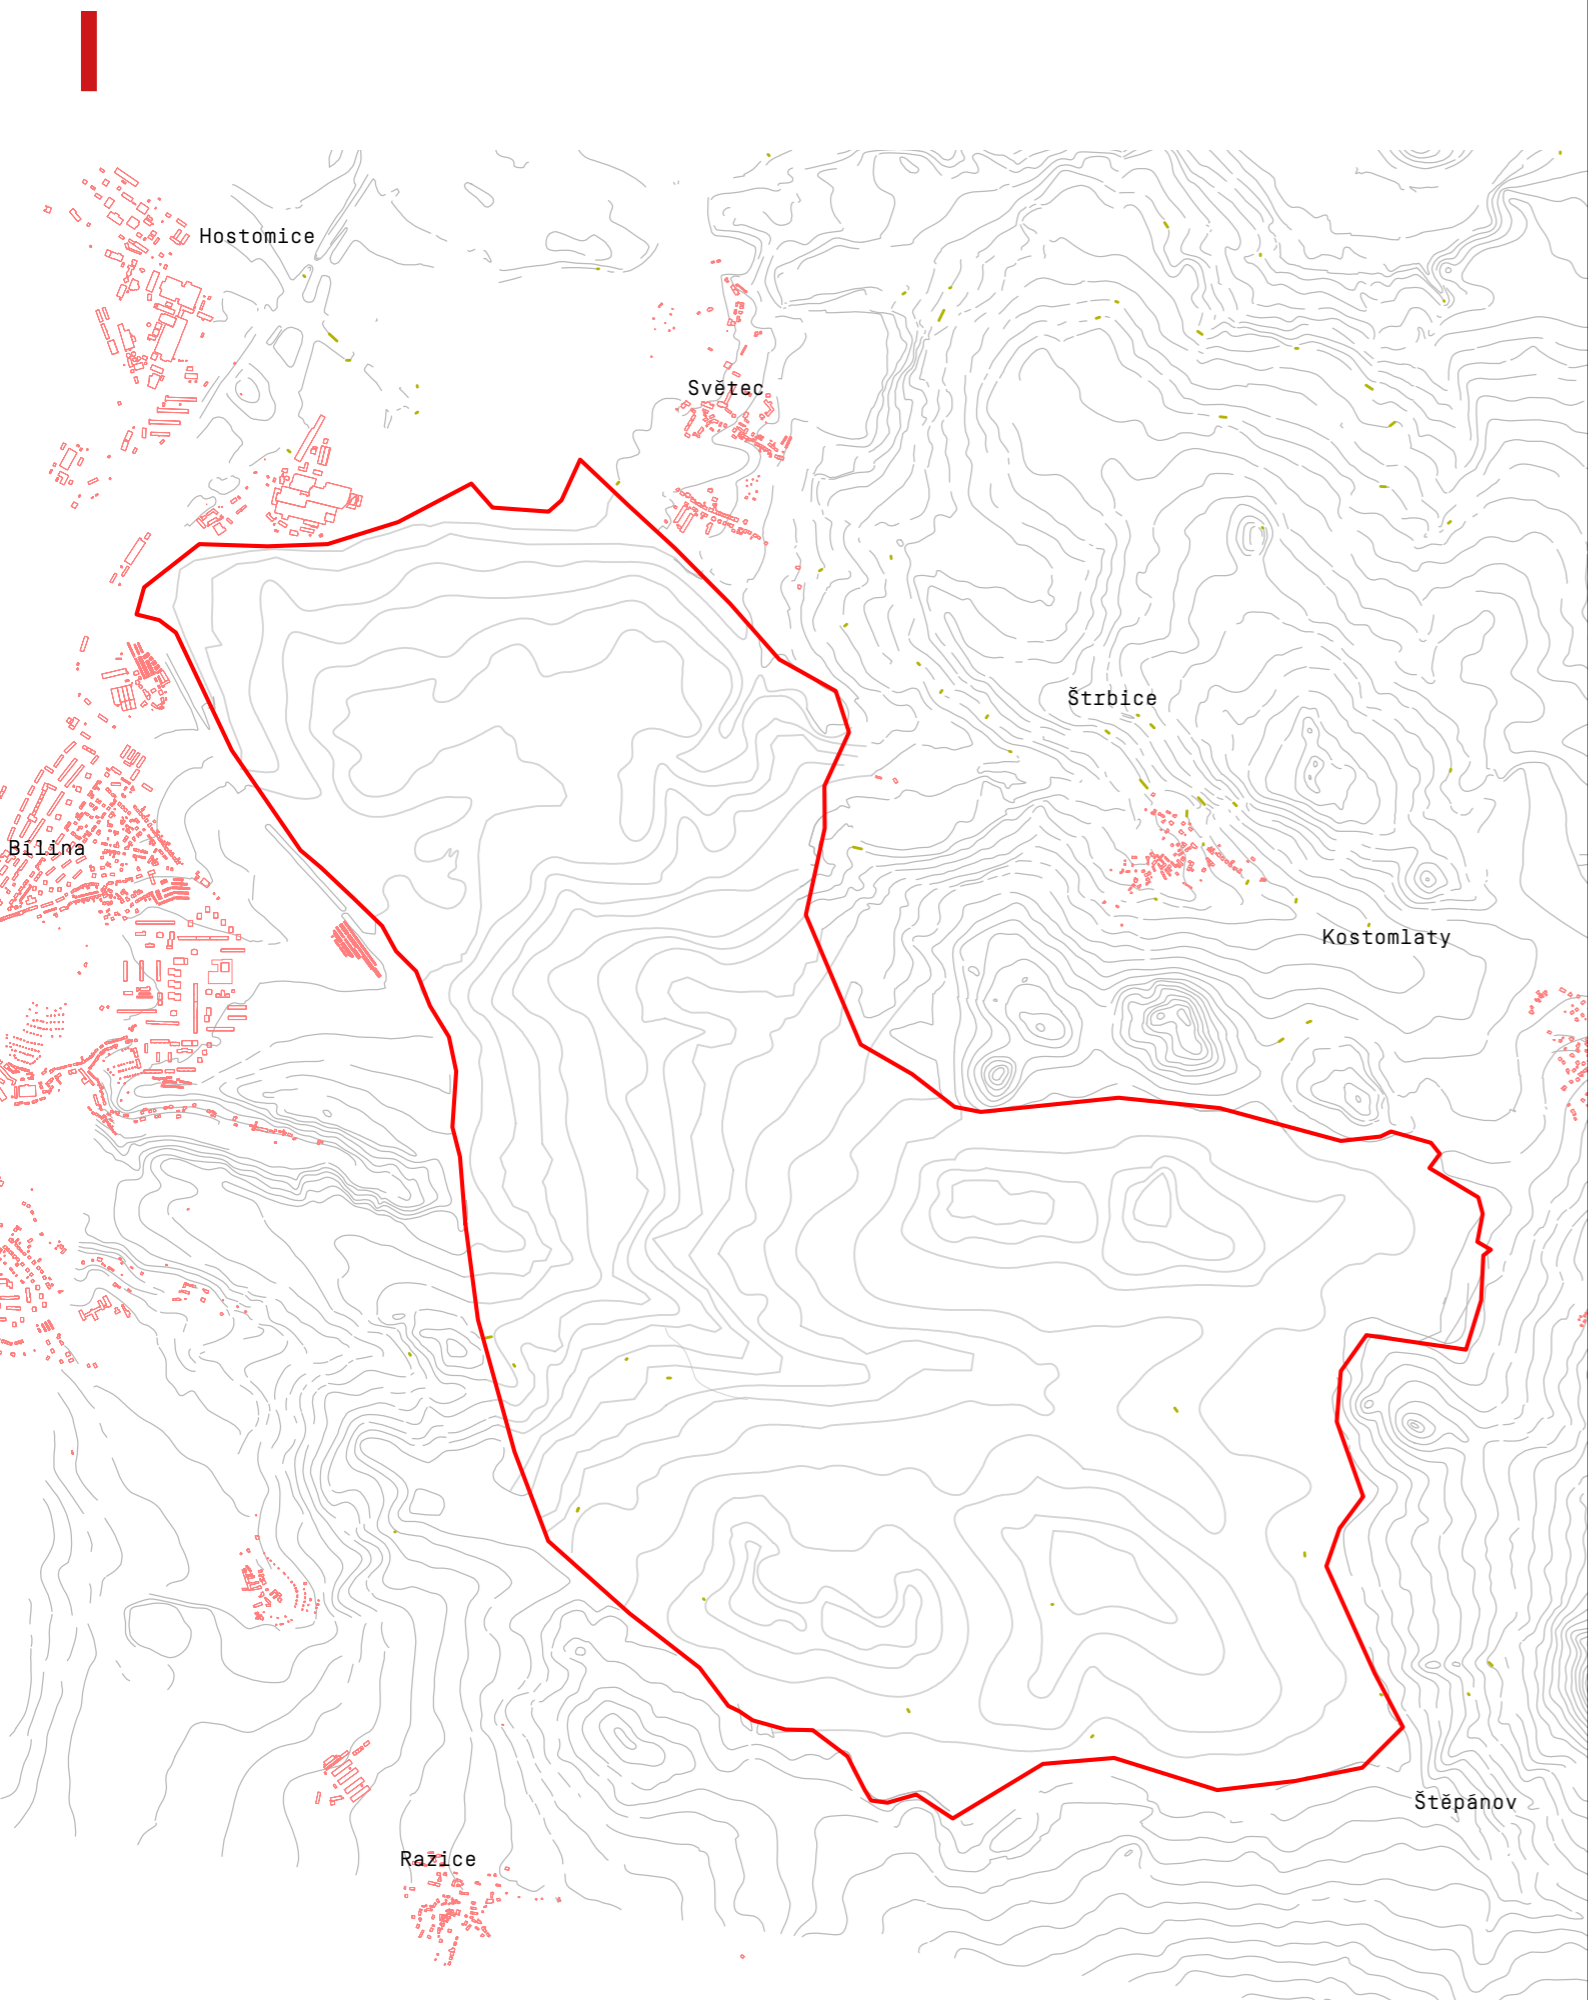 Hostomice
Světec
Štrbice
Bílina
Kostomlaty
Štěpánov
Razice